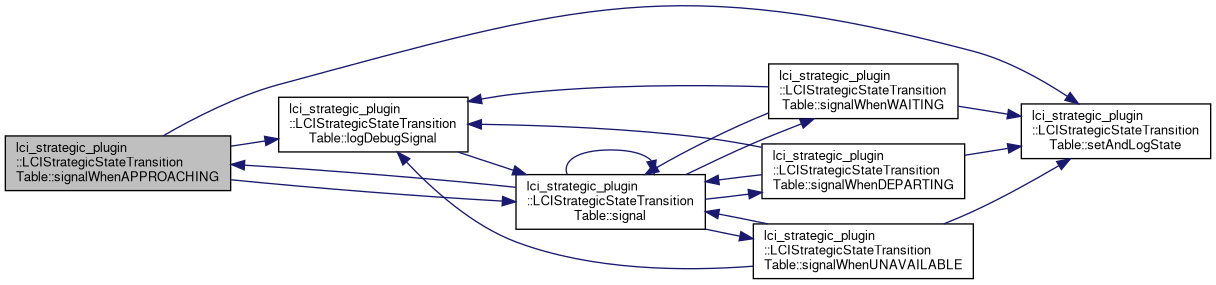 lci_strategic_plugin
::LCIStrategicStateTransition
Table::signalWhenAPPROACHING
lci_strategic_plugin
::LCIStrategicStateTransition
Table::logDebugSignal
lci_strategic_plugin
::LCIStrategicStateTransition
Table::signal
lci_strategic_plugin
::LCIStrategicStateTransition
Table::signalWhenWAITING
lci_strategic_plugin
::LCIStrategicStateTransition
Table::signalWhenDEPARTING
lci_strategic_plugin
::LCIStrategicStateTransition
Table::signalWhenUNAVAILABLE
lci_strategic_plugin
::LCIStrategicStateTransition
Table::setAndLogState